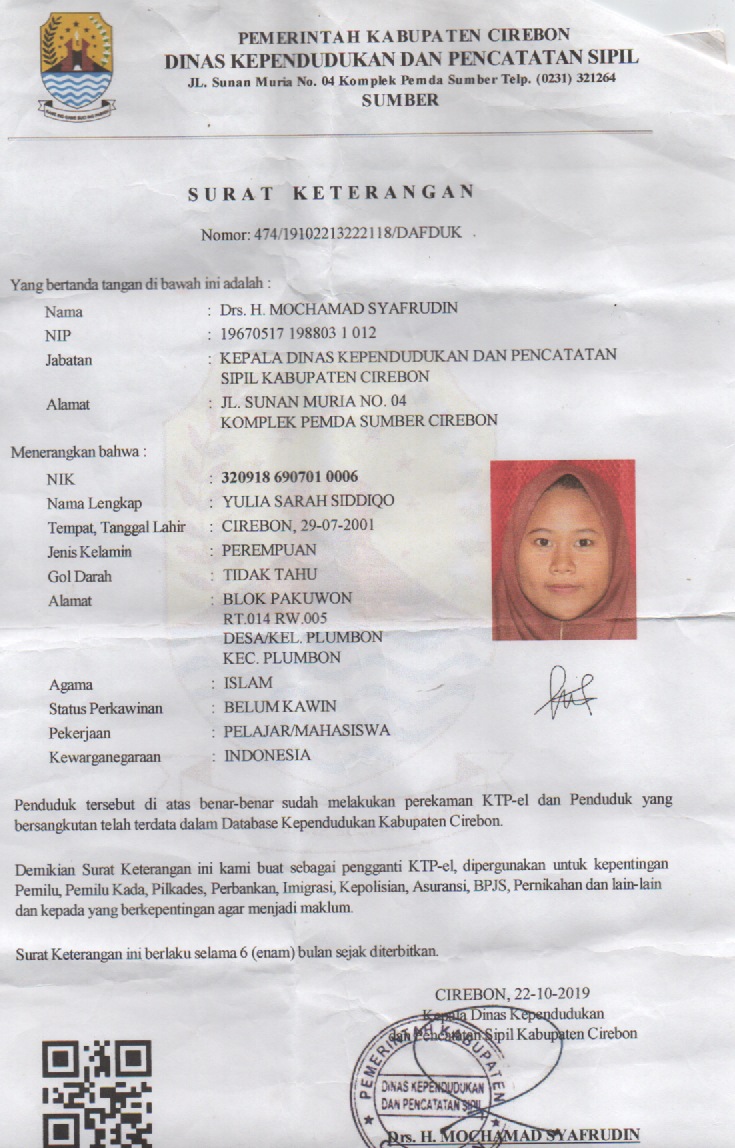 PEMERINTAH KABUPATEN CIREBON
DINAS KEPENDUDUKAN DAN PENCATATAN SIPIL
JL. Sunan Muria No. 04 Komplek Pemda Sumber Telp. (0231) 321264
SUMBER
SURAT KETERANGAN
Nomor: 474/19102213222118/DAFDUK
Yang bertanda tangan di bawah ini adalah :
Nama : Drs. H. MOCHAMAD SYAFRUDIN
NIP : 19670517 198803 1 012
Jabatan : KEPALA DINAS KEPENDUDUKAN DAN PENCATATAN
SIPIL KABUPATEN CIREBON
Alamat : JL. SUNAN MURIA NO. 04
KOMPLEK PEMDA SUMBER CIREBON
Menerangkan bahwa :
NIK : 320918 690701 0006
Nama Lengkap : YULIA SARAH SIDDIQO
Tempat, Tanggal Lahir : CIREBON, 29-07-2001
Jenis Kelamin : PEREMPUAN
Gol Darah : TIDAK TAHU
Alamat : BLOK PAKUWON
RT.014 RW.005
DESA/KEL. PLUMBON
KEC. PLUMBON
Agama : ISLAM
Status Perkawinan : BELUM KAWIN
Pekerjaan : PELAJAR/MAHASISWA
Kewarganegaraan : INDONESIA
Penduduk tersebut di atas benar-benar sudah melakukan perekaman KTP-el dan Penduduk yang
bersangkutan telah terdata dalam Database Kependudukan Kabupaten Cirebon.
Demikian Surat Keterangan ini kami buat sebagai pengganti KTP-el, dipergunakan untuk kepentingan
Pemilu, Pemilu Kada, Pilkades, Perbankan, Imigrasi, Kepolisian, Asuransi, BPJS, Pernikahan dan lain-lain
dan kepada yang berkepentingan agar menjadi maklum.
Surat Keterangan ini berlaku selama 6 (enam) bulan sejak diterbitkan.
CIREBON, 22-10-2019
Kepala Dinas Kependudukan
dan Pencatatan Sipil Kabupaten Cirebon
PEMERINTAH KABUPATEN
DINAS KEPENDUDUKAN
DAN PENCATATAN SIPIL
Drs. H. MOCHAMAD SYAFRUDIN